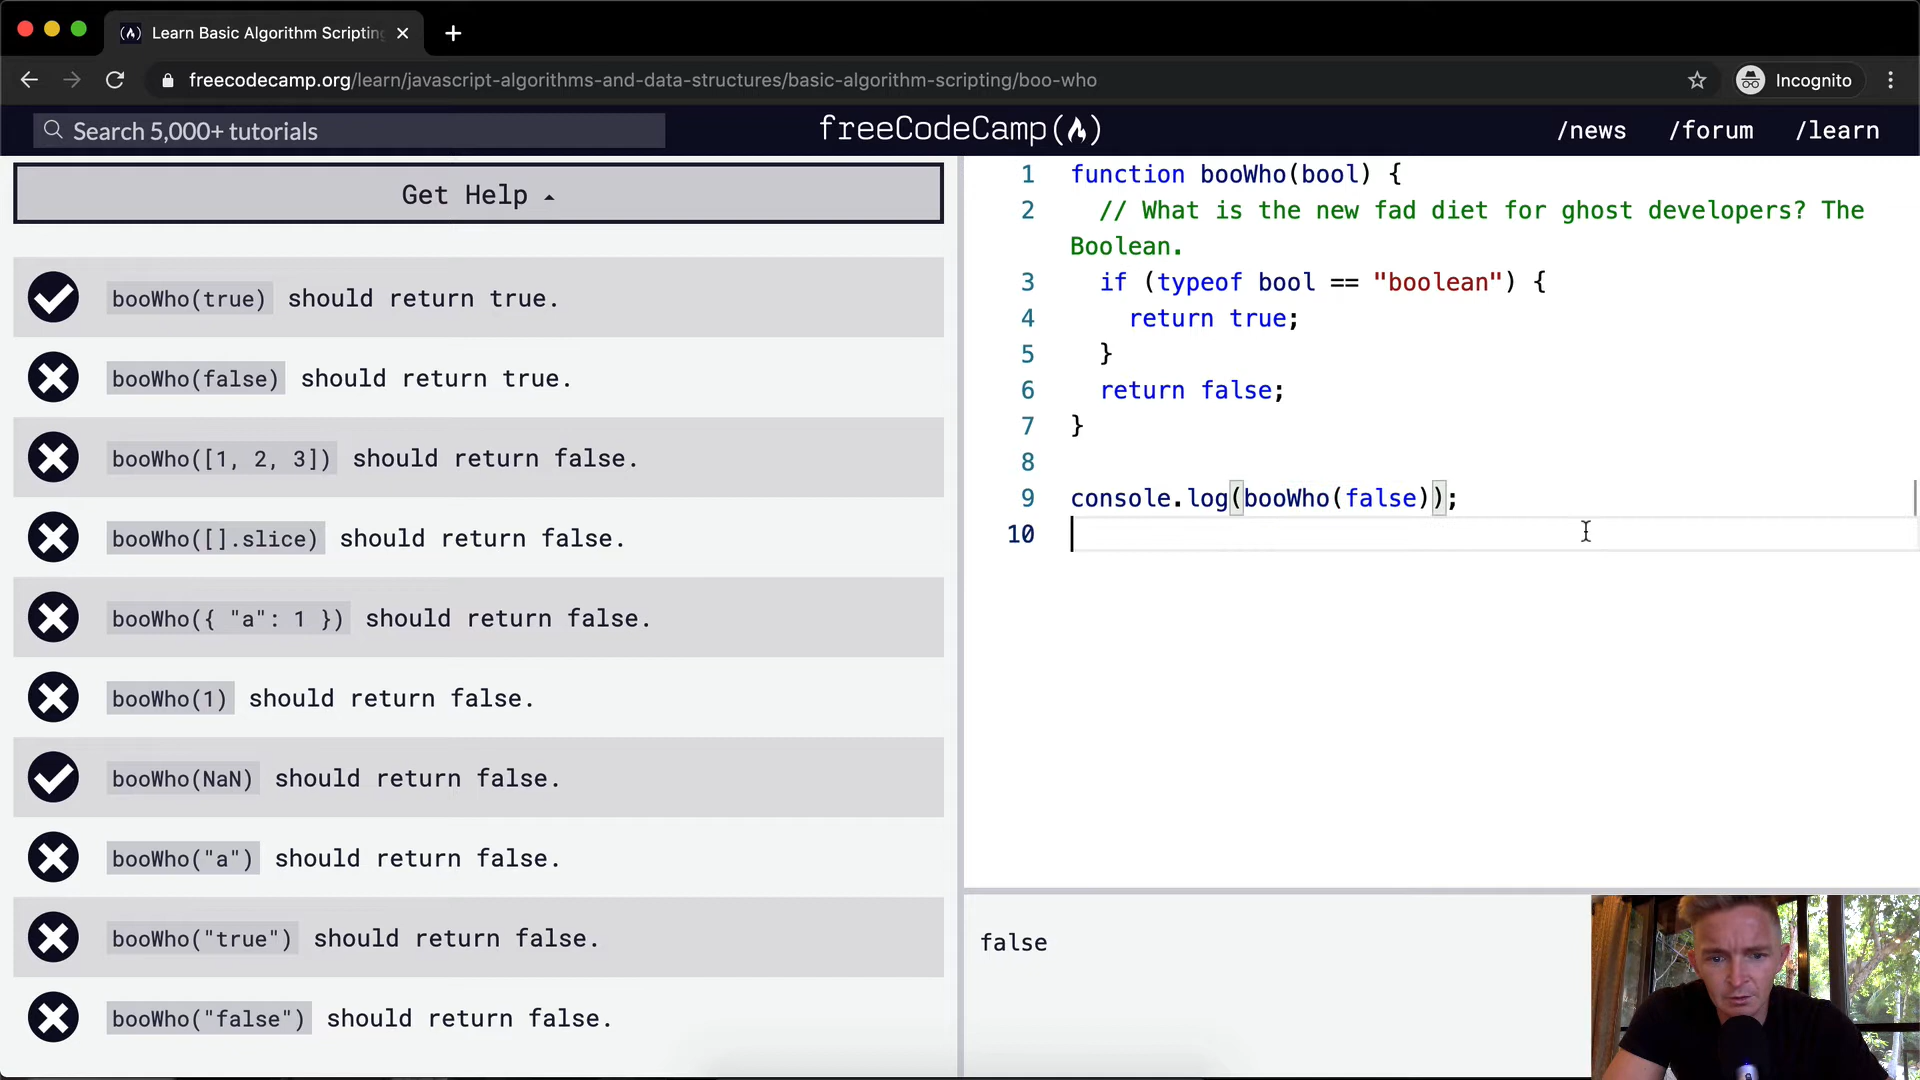 Learn Basic Algorithm Scripting
freecodecamp.org/learn/javascript-algorithms-and-data-structures/basic-algorithm-scripting/boo-who
Incognito
Search 5,000+ tutorials
freeCodeCamp
/news /forum /learn
Get Help
booWho(true) should return true.
booWho(false) should return true.
booWho([1, 2, 3]) should return false.
booWho([].slice) should return false.
booWho({ "a": 1 }) should return false.
booWho(1) should return false.
booWho(NaN) should return false.
booWho("a") should return false.
booWho("true") should return false.
booWho("false") should return false.
1 function booWho(bool) {
2 // What is the new fad diet for ghost developers? The
Boolean.
3 if (typeof bool == "boolean") {
4 return true;
5 }
6 return false;
7 }
8
9 console.log(booWho(false));
10
false